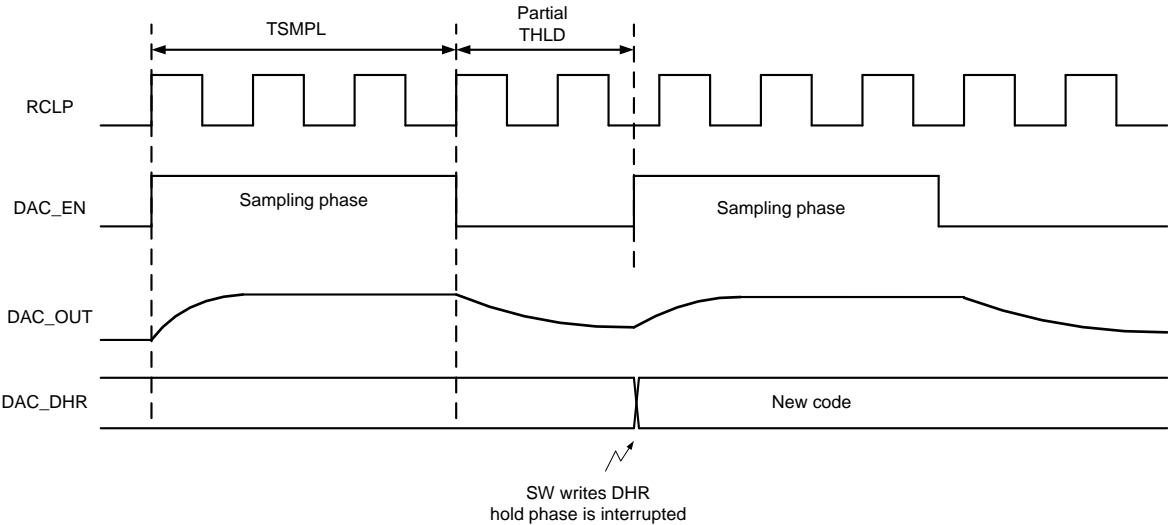 TSMPL
Partial
THLD
RCLP
DAC_EN
Sampling phase
Sampling phase
DAC_OUT
DAC_DHR
New code
SW writes DHR
hold phase is interrupted